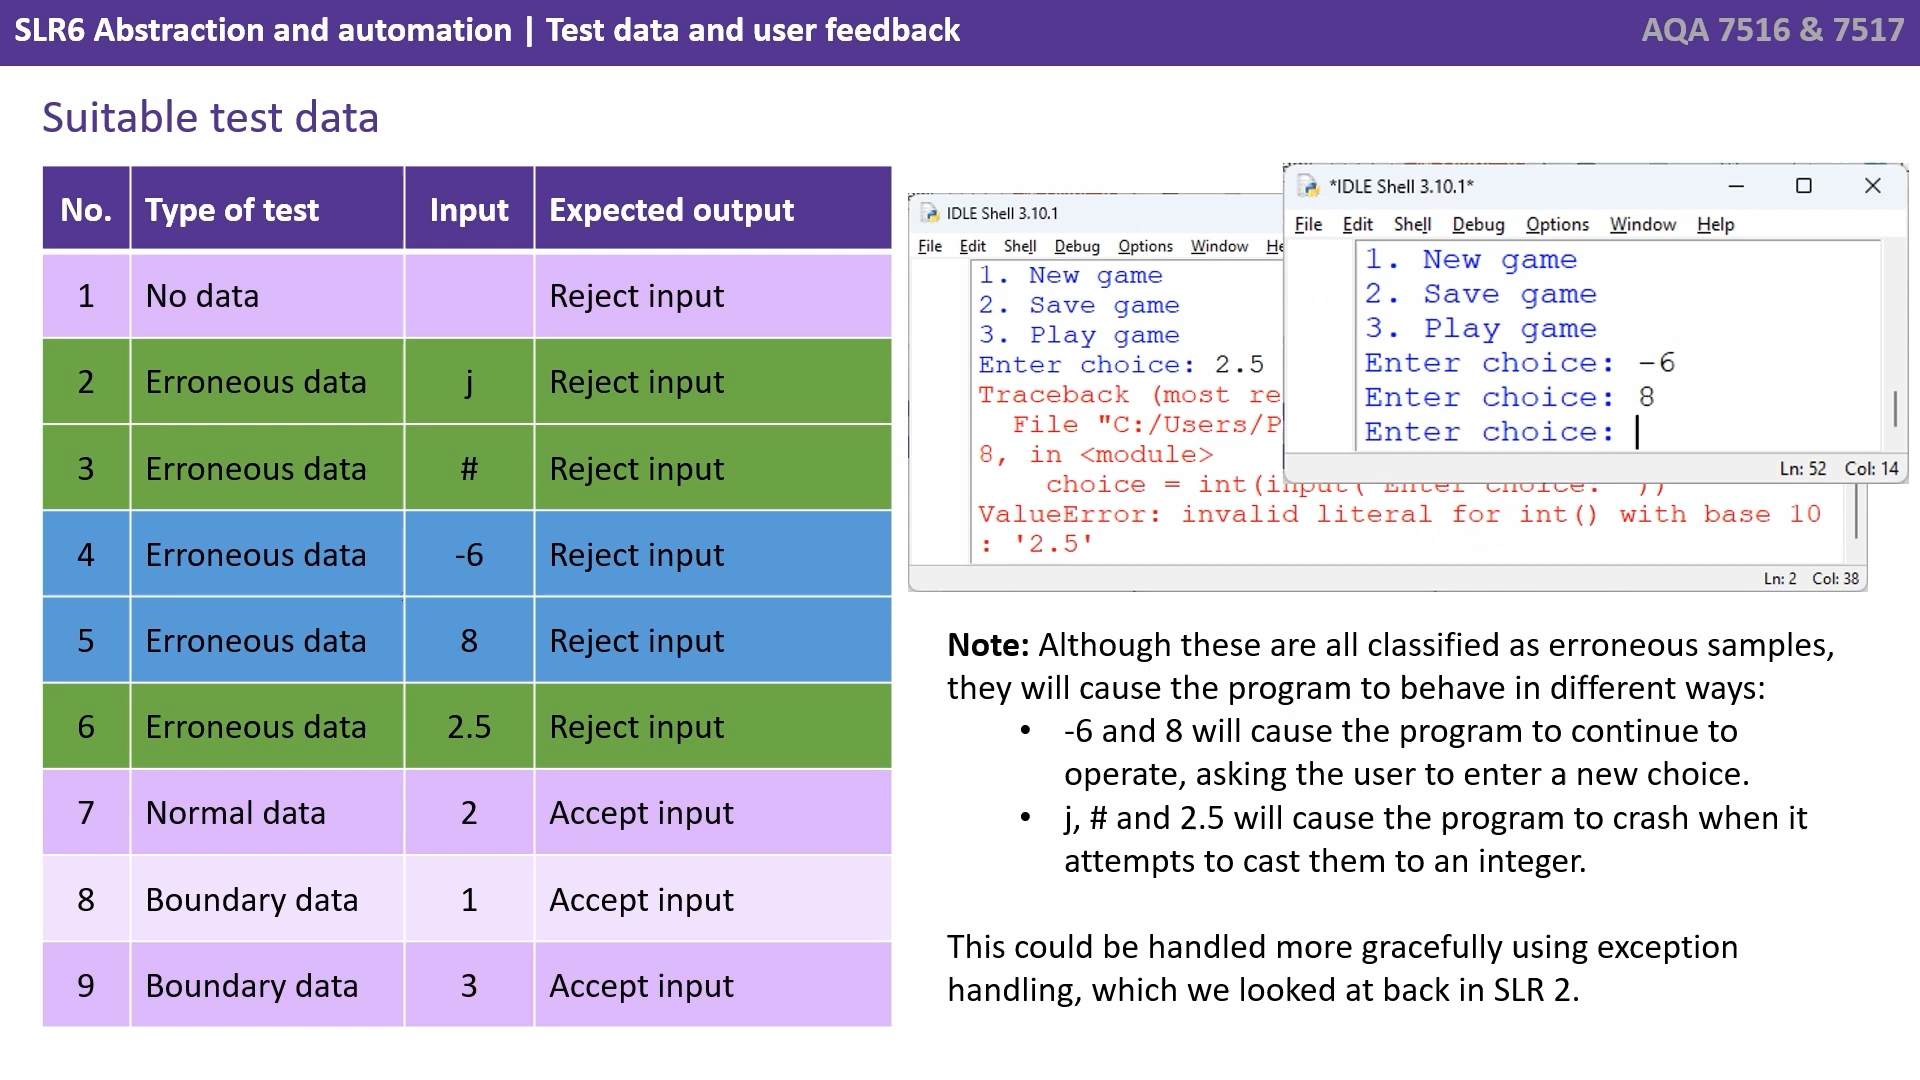 SLR6 Abstraction and automation | Test data and user feedback
AQA 7516 & 7517
Suitable test data
No. Type of test Input Expected output
1 No data Reject input
2 Erroneous data j Reject input
3 Erroneous data # Reject input
4 Erroneous data -6 Reject input
5 Erroneous data 8 Reject input
6 Erroneous data 2.5 Reject input
7 Normal data 2 Accept input
8 Boundary data 1 Accept input
9 Boundary data 3 Accept input
IDLE Shell 3.10.1
File Edit Shell Debug Options Window He
1. New game
2. Save game
3. Play game
Enter choice: 2.5
Traceback (most re
File "C:/Users/P
8, in <module>
choice = int(input("Enter choice: "))
ValueError: invalid literal for int() with base 10
: '2.5'
Ln: 2 Col: 38
*IDLE Shell 3.10.1*
File Edit Shell Debug Options Window Help
1. New game
2. Save game
3. Play game
Enter choice: -6
Enter choice: 8
Enter choice:
Ln: 52 Col: 14
Note: Although these are all classified as erroneous samples,
they will cause the program to behave in different ways:
• -6 and 8 will cause the program to continue to
operate, asking the user to enter a new choice.
• j, # and 2.5 will cause the program to crash when it
attempts to cast them to an integer.
This could be handled more gracefully using exception
handling, which we looked at back in SLR 2.